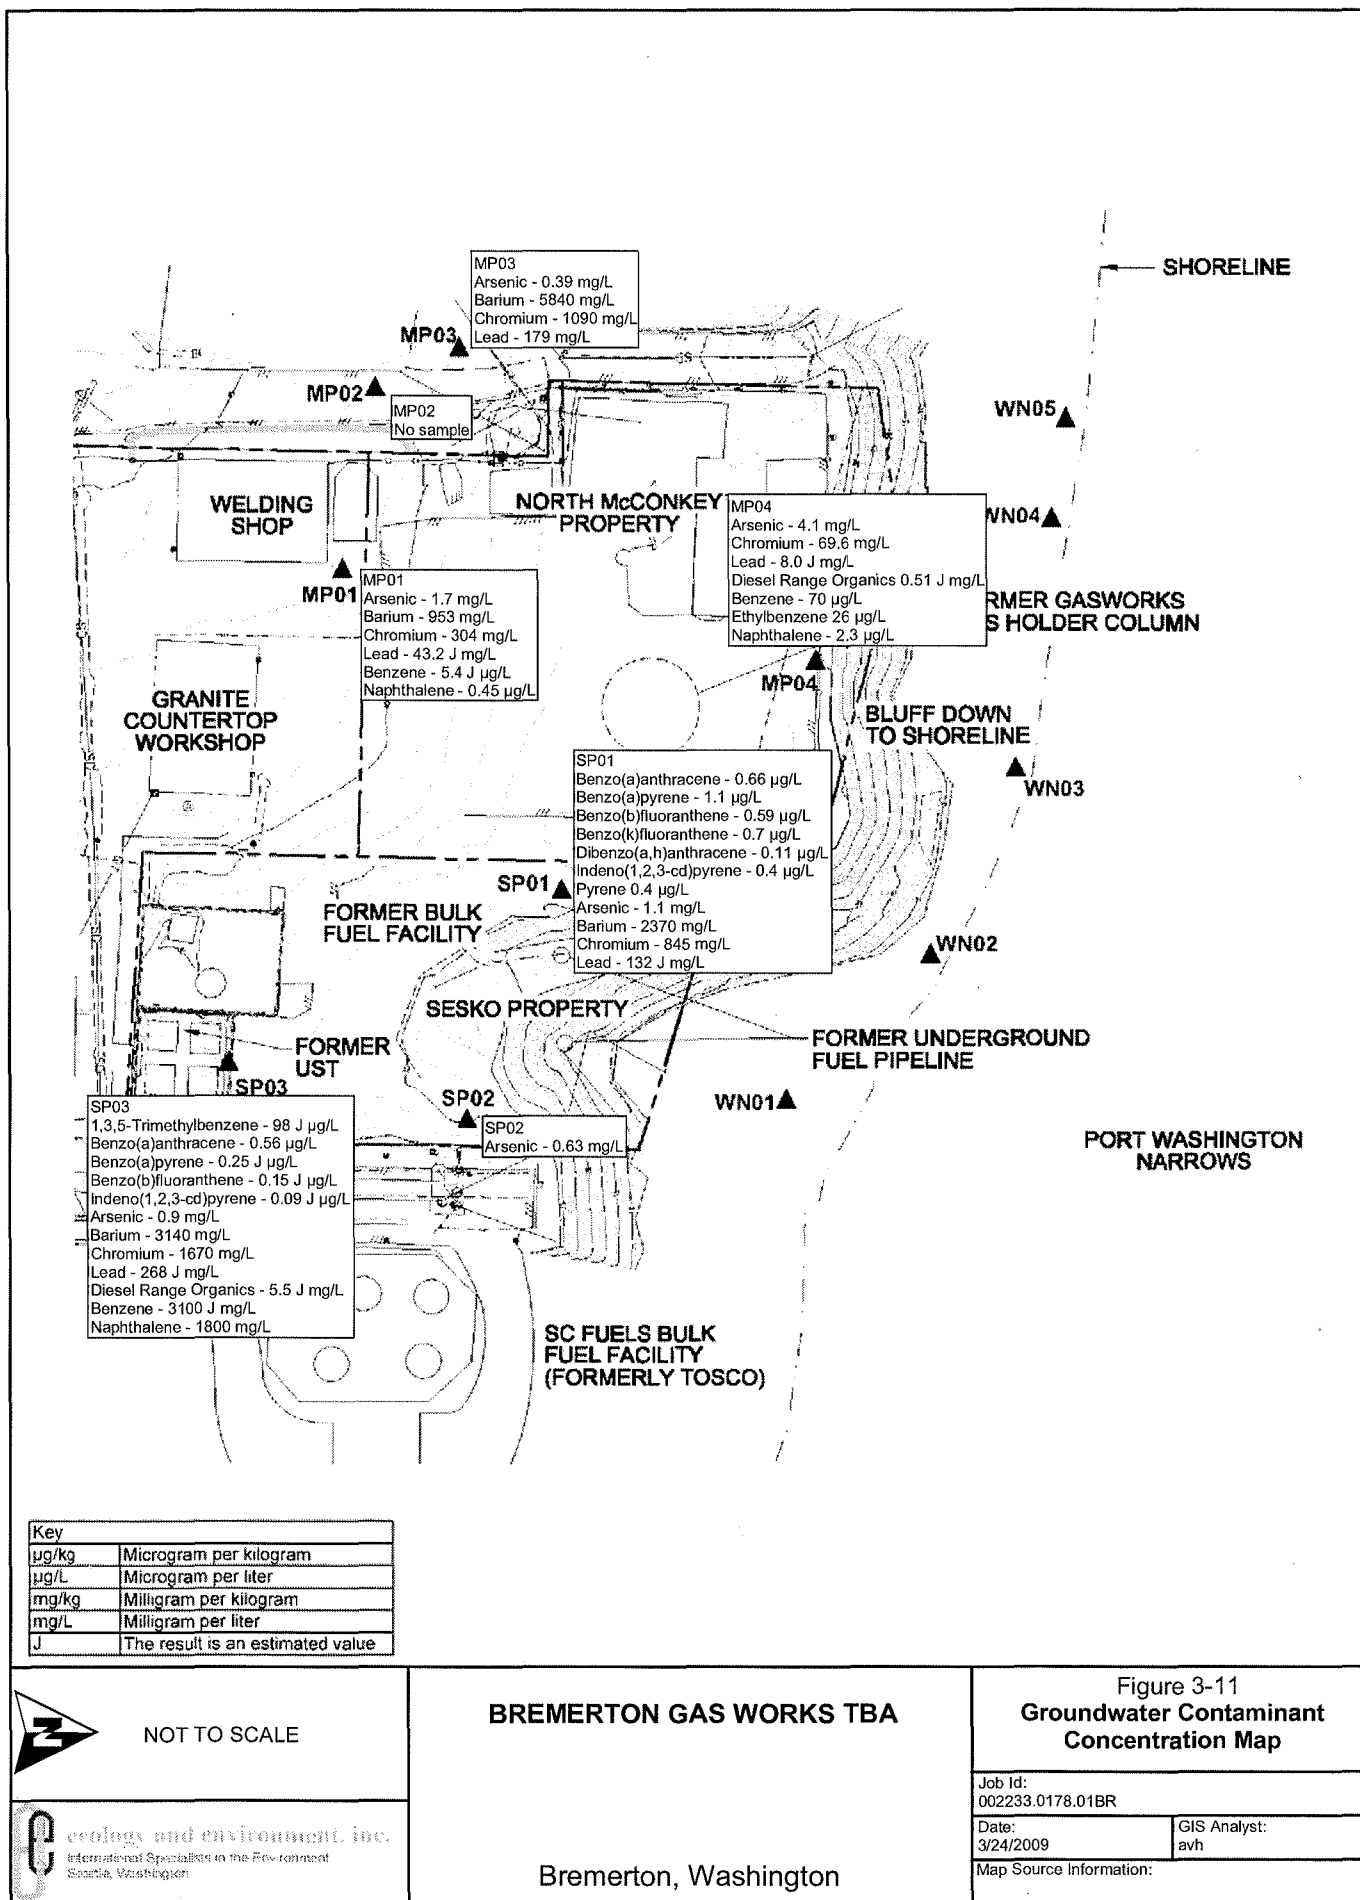 MP03
Arsenic - 0.39 mg/L
Barium - 5840 mg/L
Chromium - 1090 mg/L
Lead - 179 mg/L
SHORELINE
MP03
MP02
MP02
No sample
WN05
WELDING
SHOP
NORTH McCONKEY
PROPERTY
MP04
Arsenic - 4.1 mg/L
Chromium - 69.6 mg/L
Lead - 8.0 J mg/L
Diesel Range Organics 0.51 J mg/L
Benzene - 70 µg/L
Ethylbenzene 26 µg/L
Naphthalene - 2.3 µg/L
WN04
RMER GASWORKS
S HOLDER COLUMN
MP01
MP01
Arsenic - 1.7 mg/L
Barium - 953 mg/L
Chromium - 304 mg/L
Lead - 43.2 J mg/L
Benzene - 5.4 J µg/L
Naphthalene - 0.45 µg/L
MP04
GRANITE
COUNTERTOP
WORKSHOP
BLUFF DOWN
TO SHORELINE
WN03
SP01
Benzo(a)anthracene - 0.66 µg/L
Benzo(a)pyrene - 1.1 µg/L
Benzo(b)fluoranthene - 0.59 µg/L
Benzo(k)fluoranthene - 0.7 µg/L
Dibenzo(a,h)anthracene - 0.11 µg/L
Indeno(1,2,3-cd)pyrene - 0.4 µg/L
Pyrene 0.4 µg/L
Arsenic - 1.1 mg/L
Barium - 2370 mg/L
Chromium - 845 mg/L
Lead - 132 J mg/L
SP01
FORMER BULK
FUEL FACILITY
WN02
SESKO PROPERTY
FORMER UNDERGROUND
FUEL PIPELINE
FORMER
UST
SP03
SP02
WN01
SP02
Arsenic - 0.63 mg/L
PORT WASHINGTON
NARROWS
SP03
1,3,5-Trimethylbenzene - 98 J µg/L
Benzo(a)anthracene - 0.56 µg/L
Benzo(a)pyrene - 0.25 J µg/L
Benzo(b)fluoranthene - 0.15 J µg/L
Indeno(1,2,3-cd)pyrene - 0.09 J µg/L
Arsenic - 0.9 mg/L
Barium - 3140 mg/L
Chromium - 1670 mg/L
Lead - 268 J mg/L
Diesel Range Organics - 5.5 J mg/L
Benzene - 3100 J mg/L
Naphthalene - 1800 mg/L
SC FUELS BULK
FUEL FACILITY
(FORMERLY TOSCO)
Key
µg/kg Microgram per kilogram
µg/L Microgram per liter
mg/kg Milligram per kilogram
mg/L Milligram per liter
J The result is an estimated value
N
NOT TO SCALE
ecology and environment, inc.
International Specialists in the Environment
Seattle, Washington
BREMERTON GAS WORKS TBA
Bremerton, Washington
Figure 3-11
Groundwater Contaminant
Concentration Map
Job Id:
002233.0178.01BR
Date:
3/24/2009
GIS Analyst:
avh
Map Source Information: